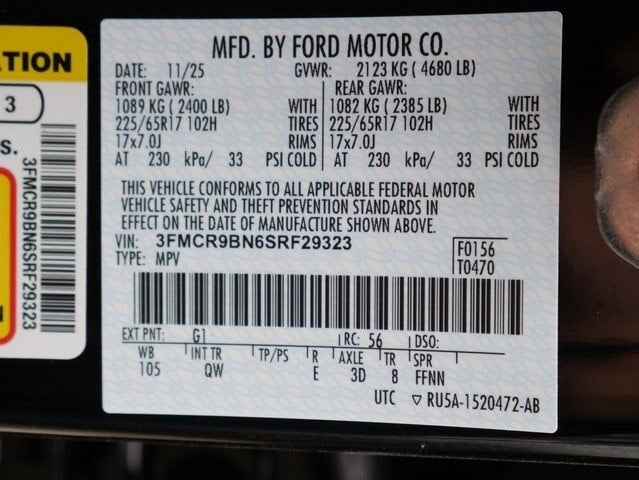 ATION
3
S.
3FMCR9BN6SRF29323
MFD. BY FORD MOTOR CO.
DATE: 11/25 GVWR: 2123 KG ( 4680 LB)
FRONT GAWR: REAR GAWR:
1089 KG ( 2400 LB) WITH 1082 KG ( 2385 LB) WITH
225/65R17 102H TIRES 225/65R17 102H TIRES
17x7.0J RIMS 17x7.0J RIMS
AT 230 kPa/ 33 PSI COLD AT 230 kPa/ 33 PSI COLD
THIS VEHICLE CONFORMS TO ALL APPLICABLE FEDERAL MOTOR
VEHICLE SAFETY AND THEFT PREVENTION STANDARDS IN
EFFECT ON THE DATE OF MANUFACTURE SHOWN ABOVE.
VIN: 3FMCR9BN6SRF29323 F0156
TYPE: MPV T0470
EXT PNT: G1 RC: 56 DSO:
WB INT TR TP/PS R AXLE TR SPR
105 QW E 3D 8 FFNN
UTC ▽ RU5A-1520472-AB